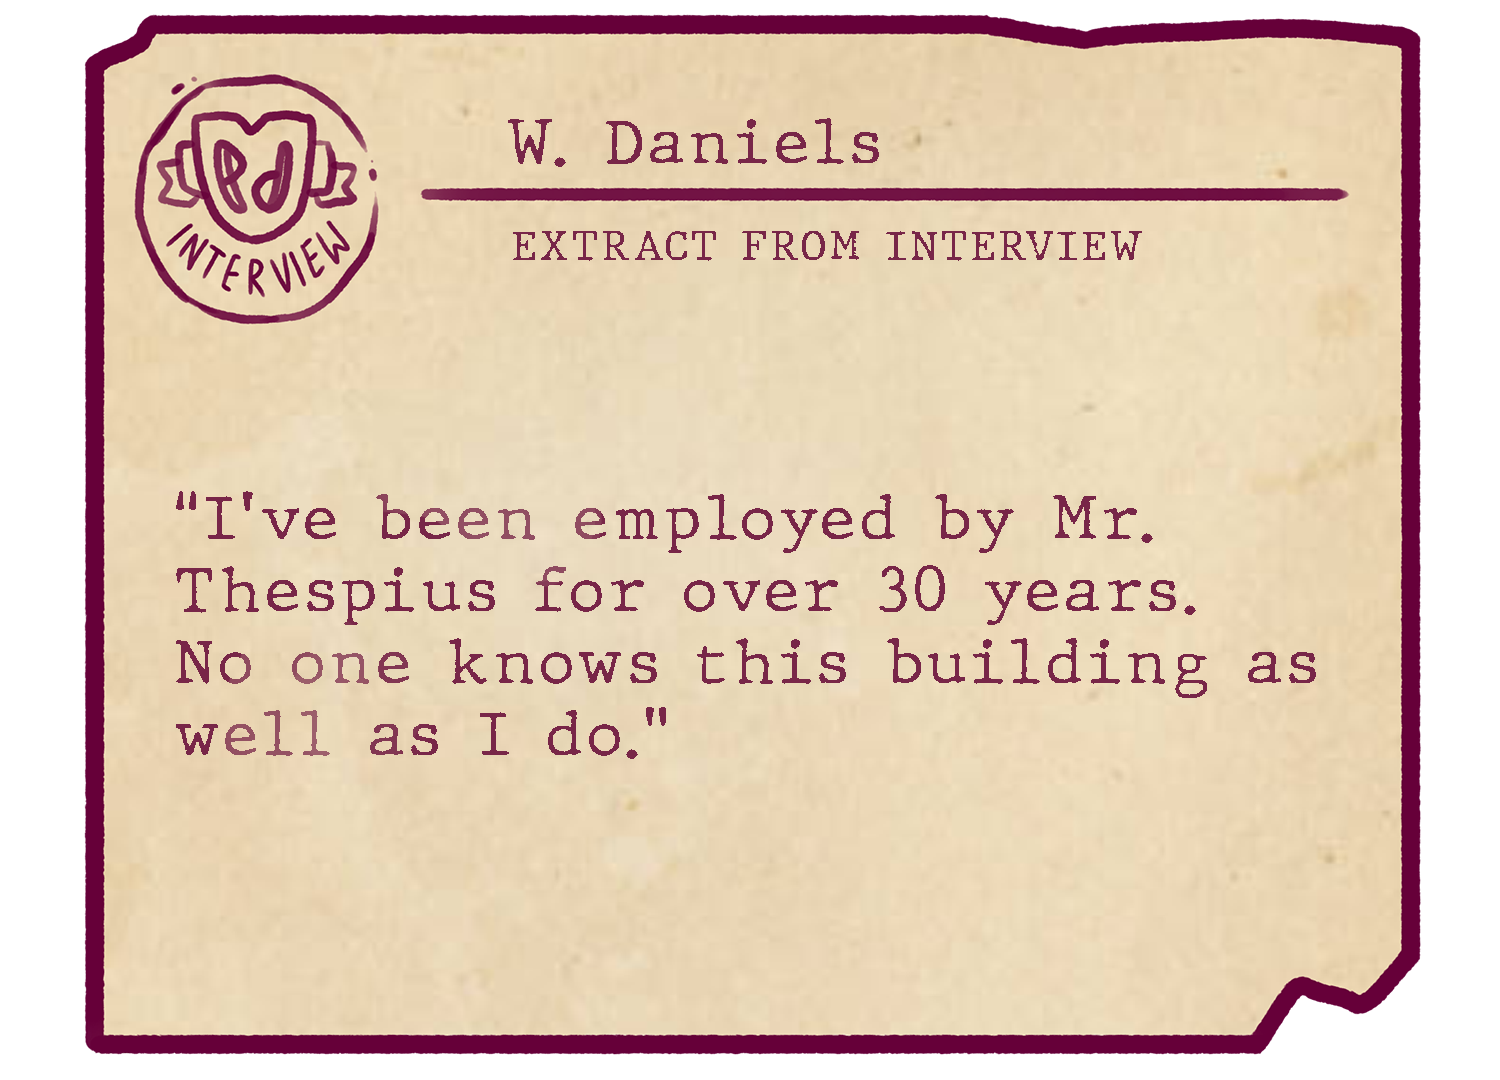 Pd
INTERVIEW
W. Daniels
EXTRACT FROM INTERVIEW
“I've been employed by Mr.
Thespius for over 30 years.
No one knows this building as
well as I do."